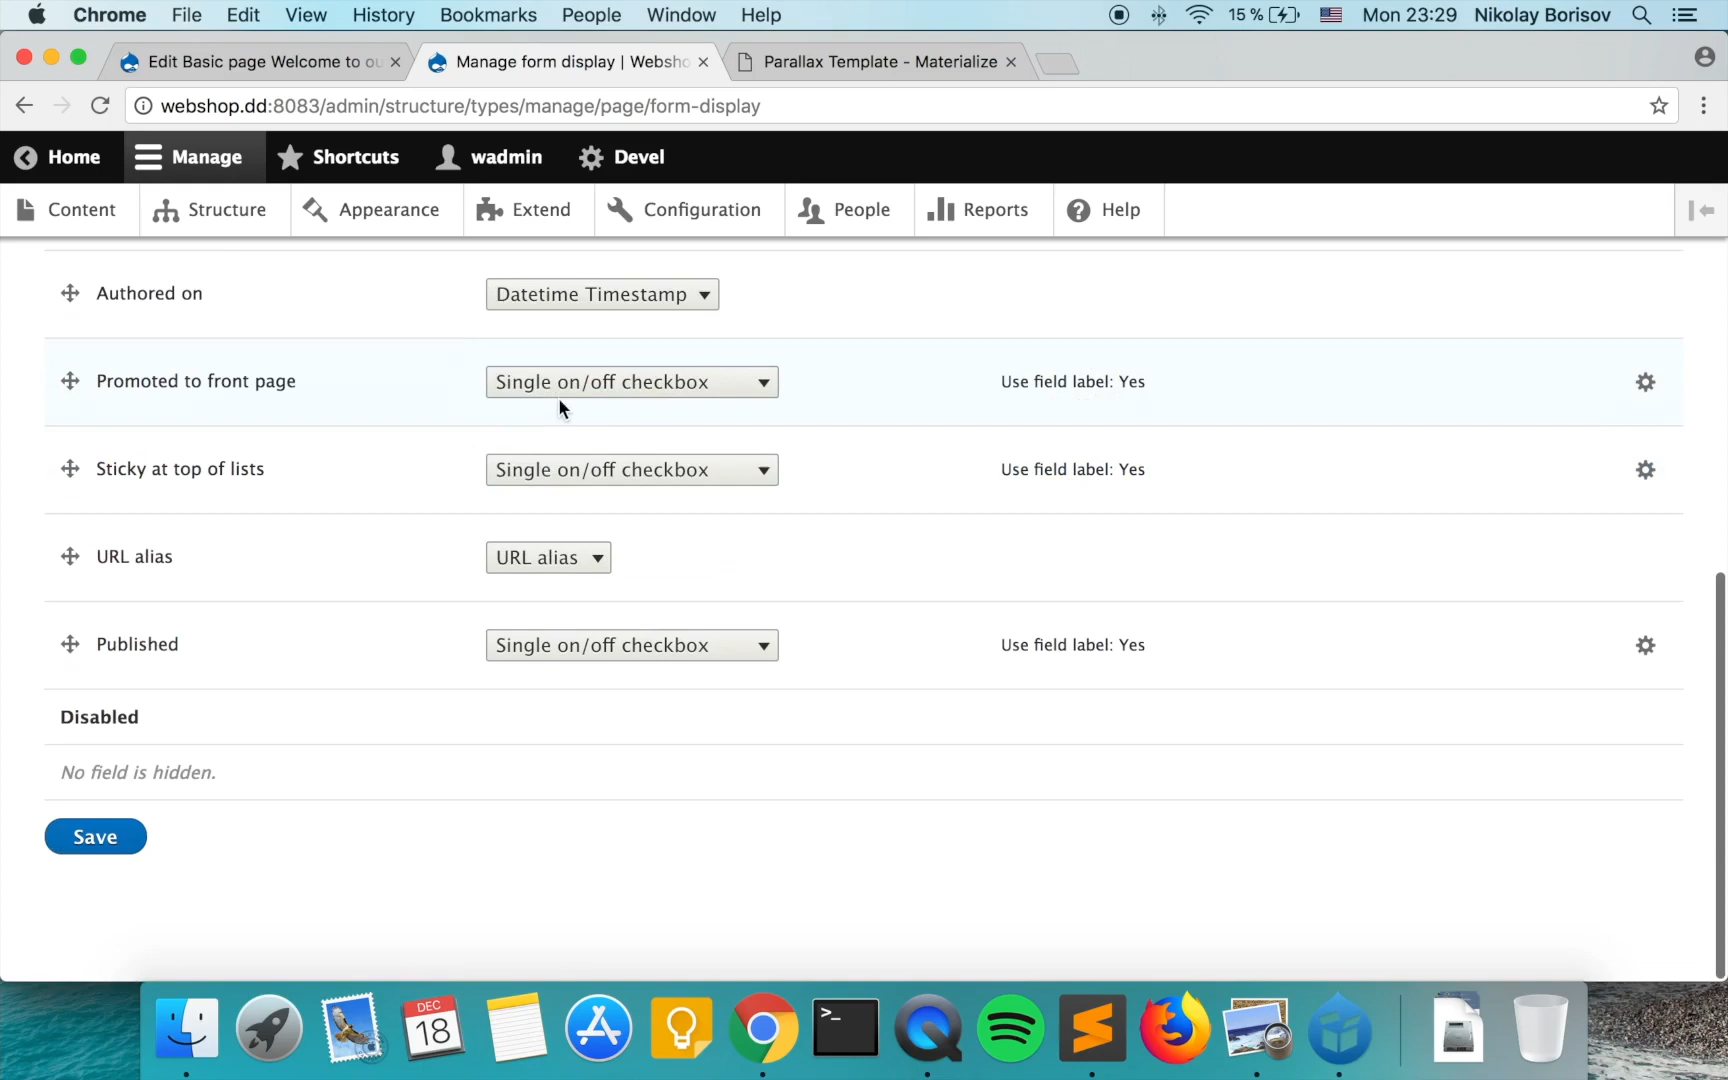 Chrome File Edit View History Bookmarks People Window Help 15 % Mon 23:29 Nikolay Borisov
Edit Basic page Welcome to ou Manage form display | Websho Parallax Template - Materialize
webshop.dd:8083/admin/structure/types/manage/page/form-display
Home Manage Shortcuts wadmin Devel
Content Structure Appearance Extend Configuration People Reports Help
Authored on Datetime Timestamp
Promoted to front page Single on/off checkbox Use field label: Yes
Sticky at top of lists Single on/off checkbox Use field label: Yes
URL alias URL alias
Published Single on/off checkbox Use field label: Yes
Disabled
No field is hidden.
Save
DEC
18